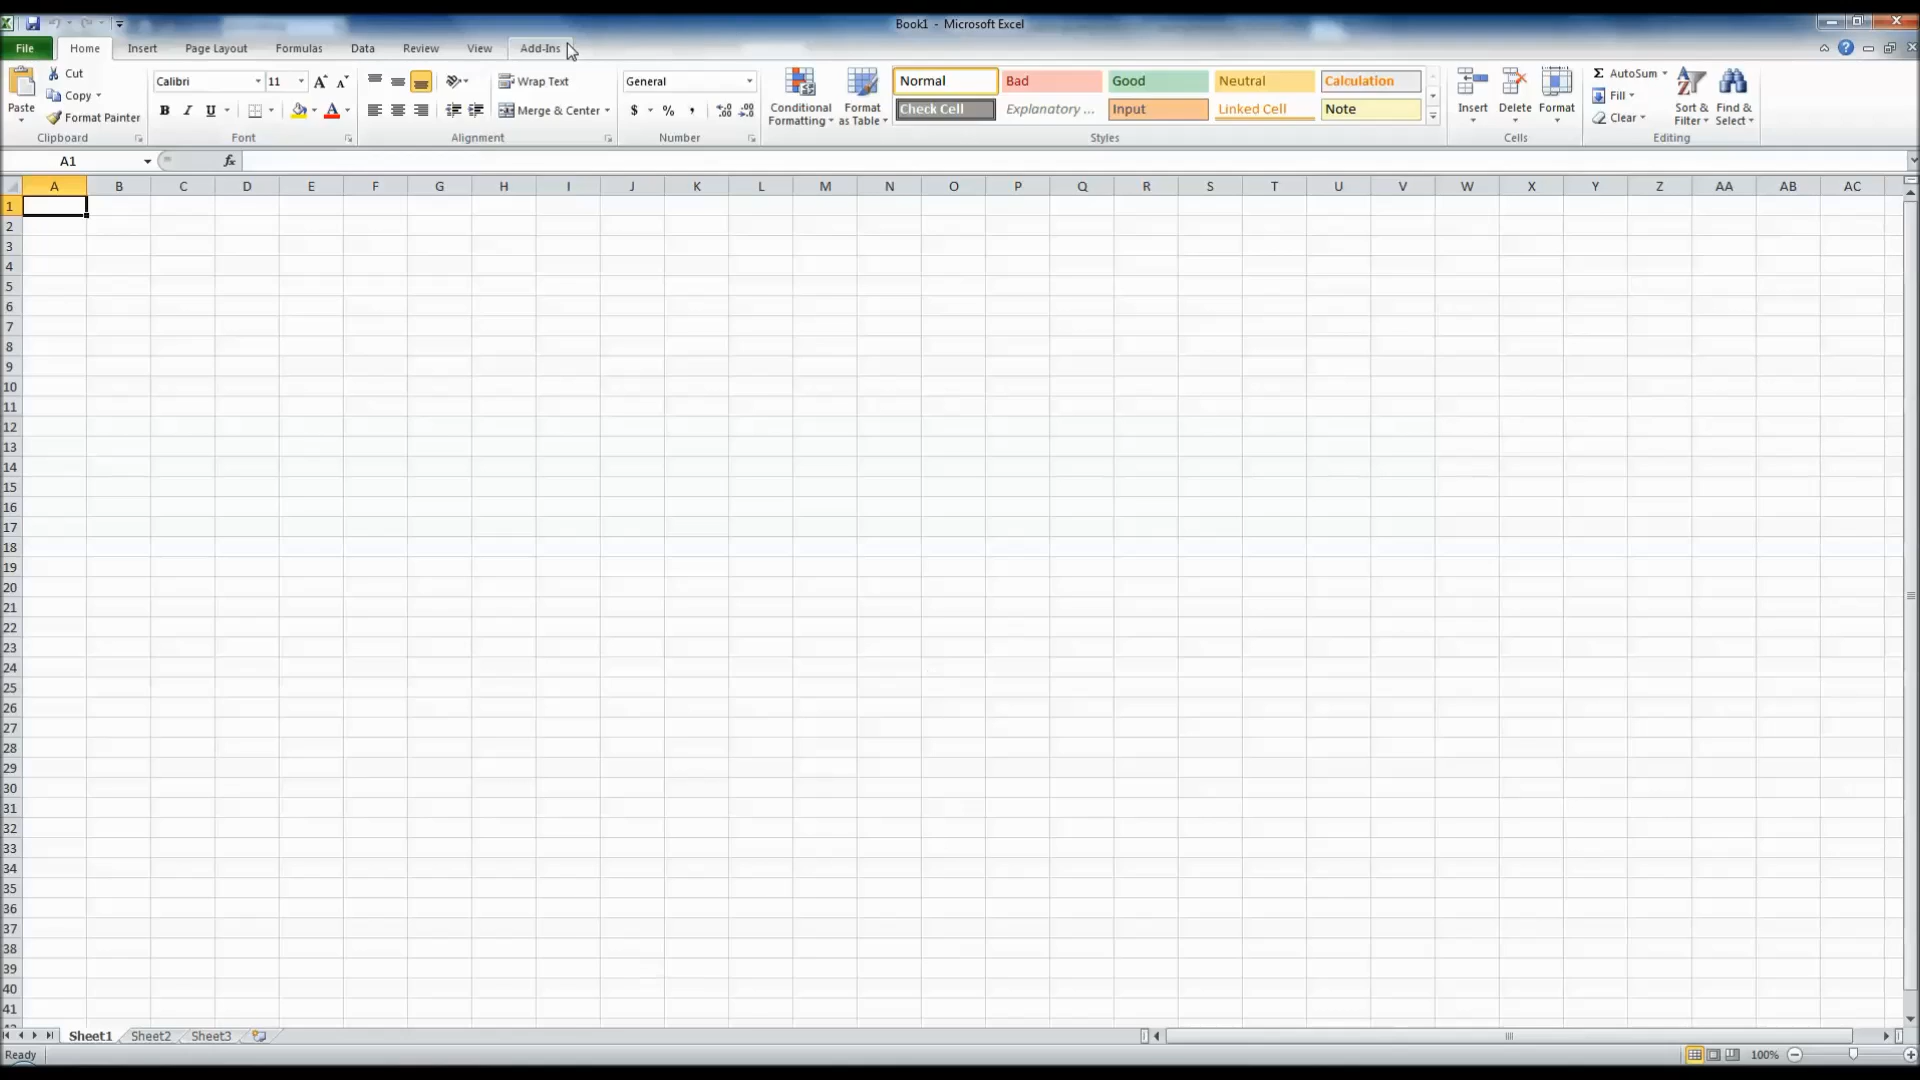 Book1 - Microsoft Excel
File Home Insert Page Layout Formulas Data Review View Add-Ins
Cut
Copy
Format Painter
Paste
Clipboard
Calibri 11
B I U
Font
Wrap Text
Merge & Center
Alignment
General
$ % ,
Number
Conditional Formatting
Format as Table
Normal Bad Good Neutral Calculation
Check Cell Explanatory ... Input Linked Cell Note
Styles
Insert Delete Format
Cells
Σ AutoSum
Fill
Clear
Sort & Filter
Find & Select
Editing
A1 fx
A B C D E F G H I J K L M N O P Q R S T U V W X Y Z AA AB AC
1
2
3
4
5
6
7
8
9
10
11
12
13
14
15
16
17
18
19
20
21
22
23
24
25
26
27
28
29
30
31
32
33
34
35
36
37
38
39
40
41
Sheet1 Sheet2 Sheet3
Ready 100%